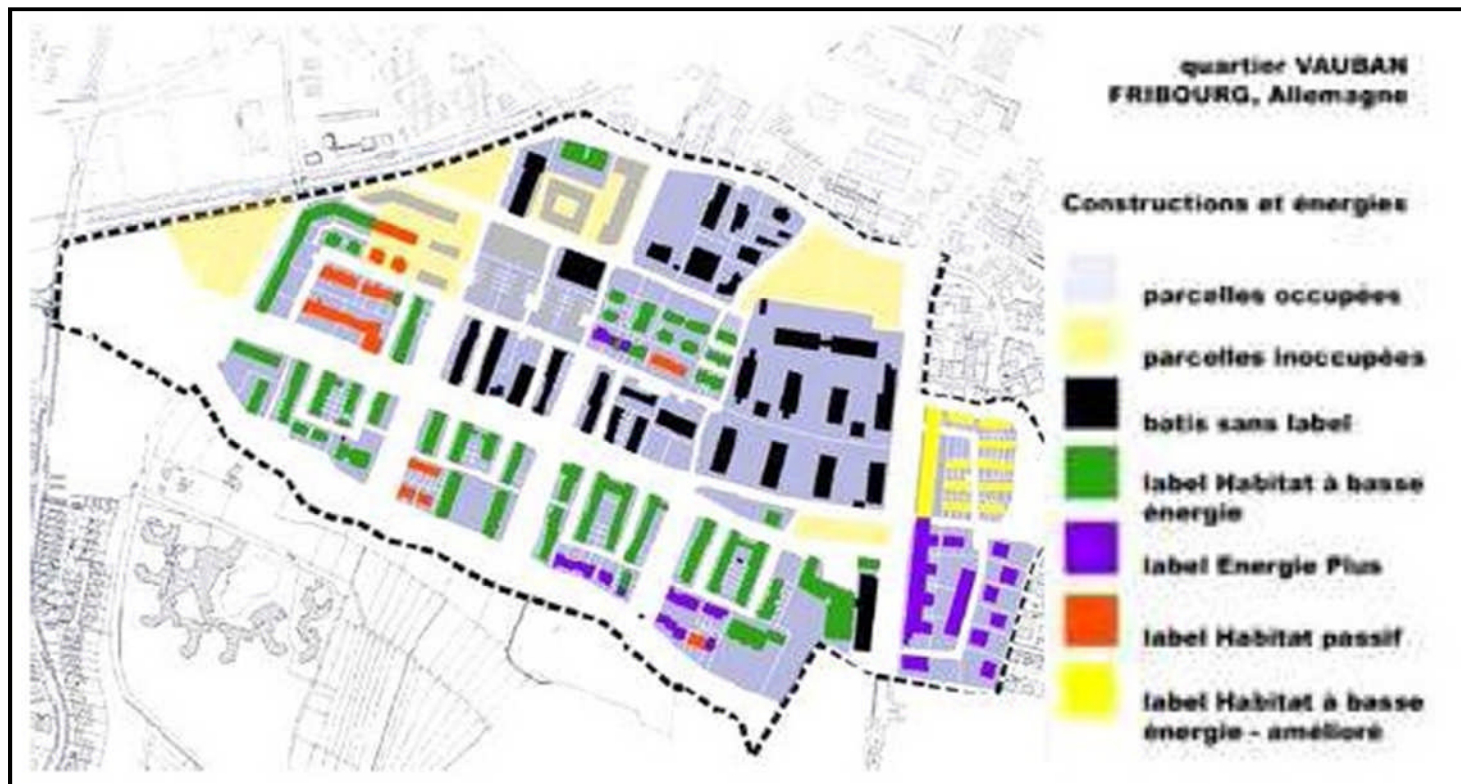 quartier VAUBAN
FRIBOURG, Allemagne
Constructions et énergies
parcelles occupées
parcelles inoccupées
batis sans label
label Habitat à basse
énergie
label Energie Plus
label Habitat passif
label Habitat à basse
énergie - amélioré